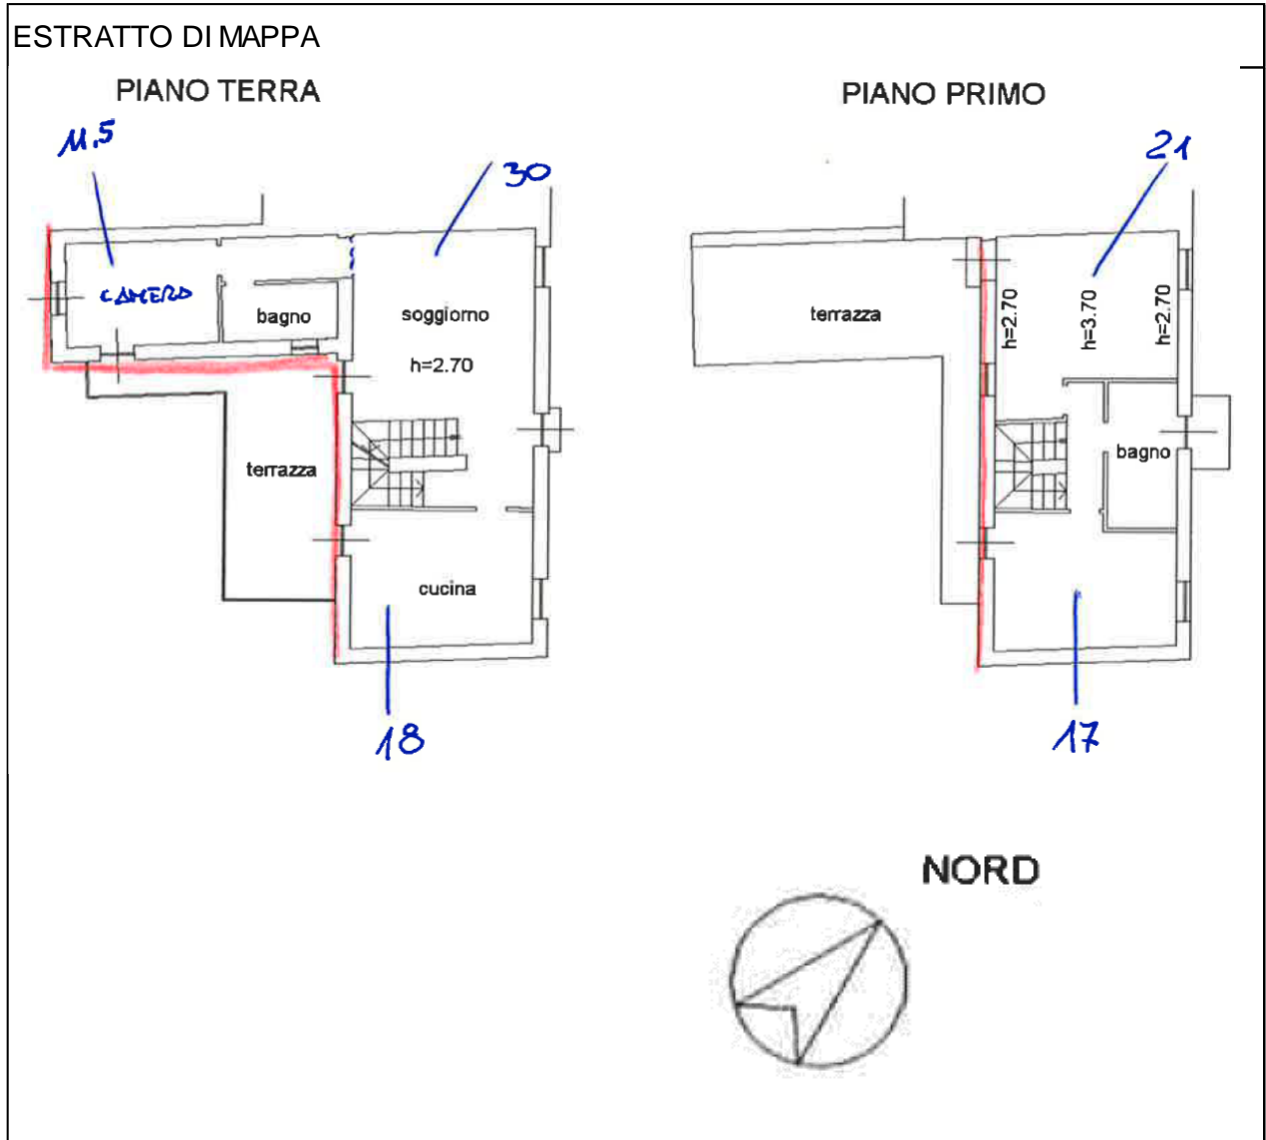 ESTRATTO DI MAPPA
PIANO TERRA
PIANO PRIMO
11.5
30
21
CAMERA
bagno
soggiorno
h=2.70
terrazza
cucina
18
terrazza
h=2.70
h=3.70
h=2.70
bagno
17
NORD